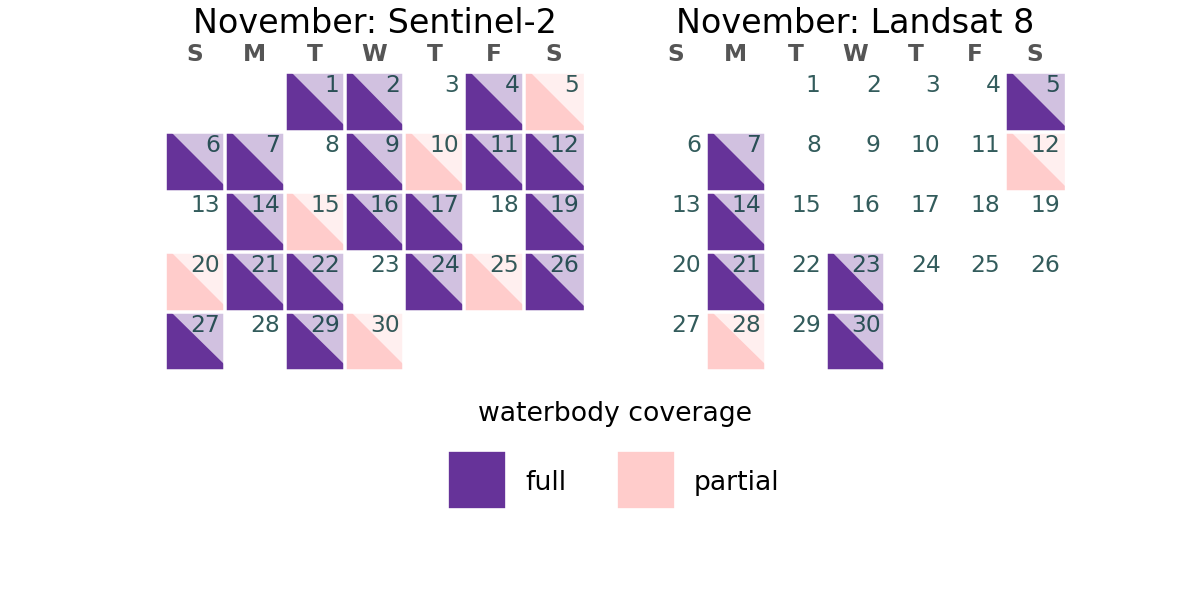 November: Sentinel-2
S M T W T F S
1 2 3 4 5
6 7 8 9 10 11 12
13 14 15 16 17 18 19
20 21 22 23 24 25 26
27 28 29 30
November: Landsat 8
S M T W T F S
1 2 3 4 5
6 7 8 9 10 11 12
13 14 15 16 17 18 19
20 21 22 23 24 25 26
27 28 29 30
waterbody coverage
full partial